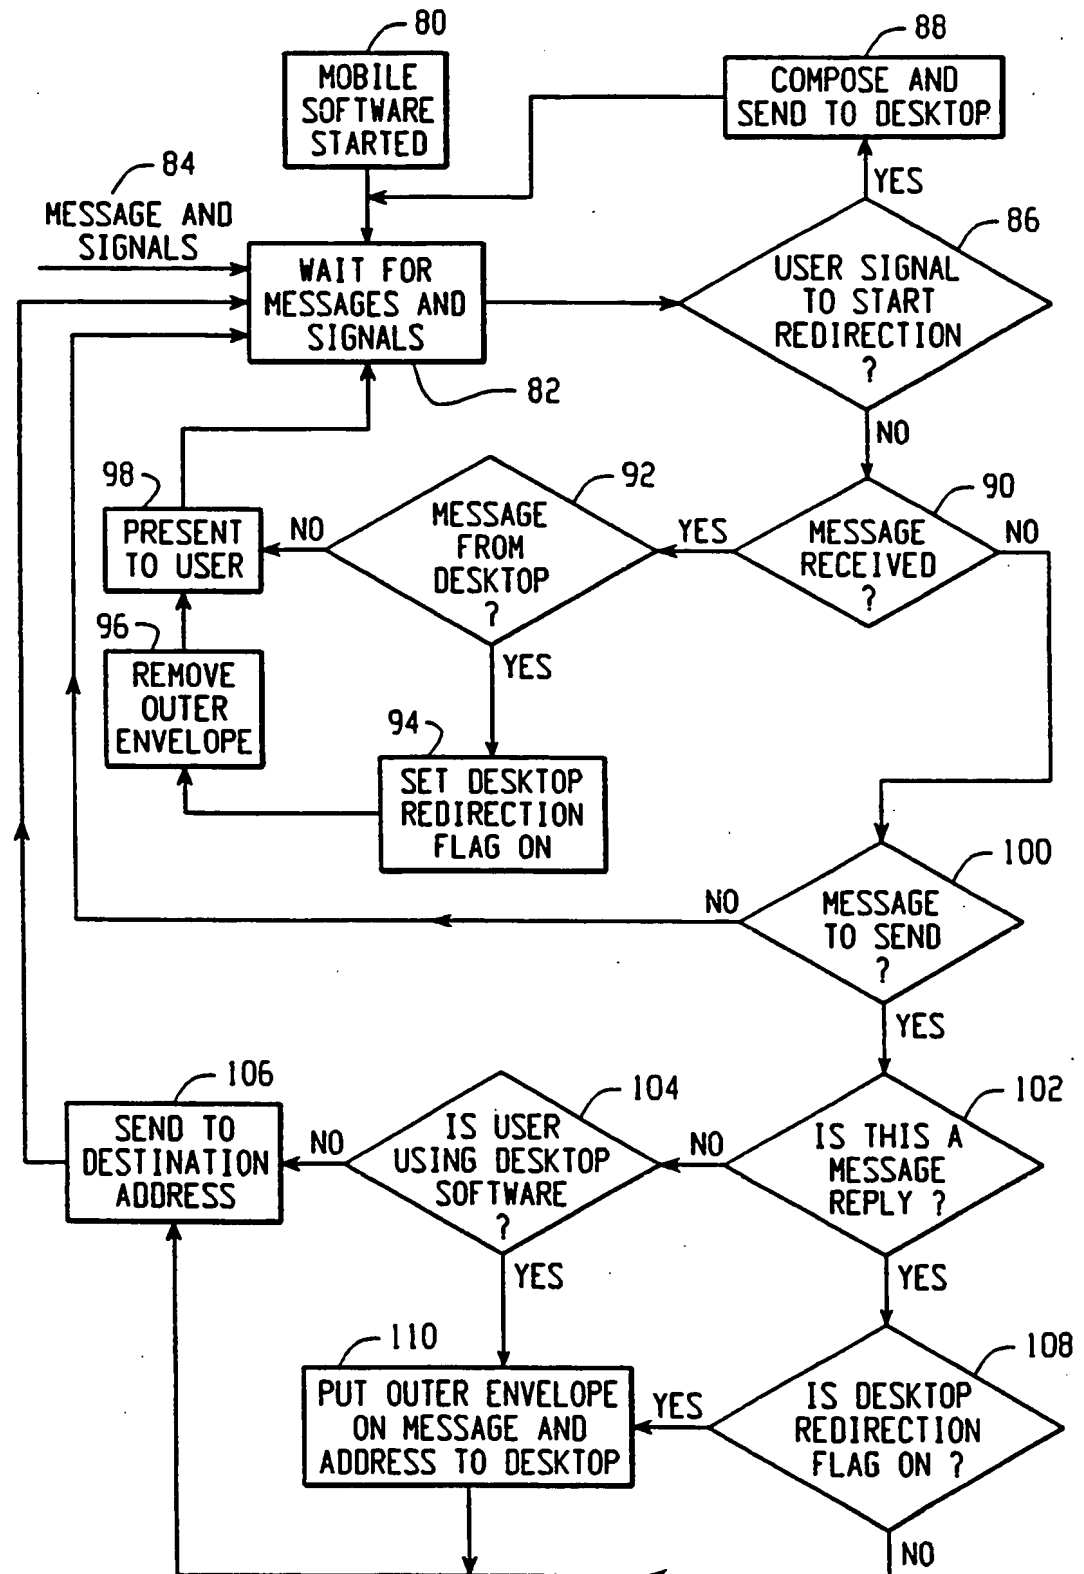 80
MOBILE
SOFTWARE
STARTED
88
COMPOSE AND
SEND TO DESKTOP
84
MESSAGE AND
SIGNALS
YES
86
WAIT FOR
MESSAGES AND
SIGNALS
82
USER SIGNAL
TO START
REDIRECTION
?
NO
98
PRESENT
TO USER
NO
92
MESSAGE
FROM
DESKTOP
?
YES
90
MESSAGE
RECEIVED
?
NO
96
REMOVE
OUTER
ENVELOPE
YES
94
SET DESKTOP
REDIRECTION
FLAG ON
100
NO
MESSAGE
TO SEND
?
YES
106
SEND TO
DESTINATION
ADDRESS
NO
104
IS USER
USING DESKTOP
SOFTWARE
?
NO
102
IS THIS A
MESSAGE
REPLY ?
YES
YES
110
PUT OUTER ENVELOPE
ON MESSAGE AND
ADDRESS TO DESKTOP
YES
108
IS DESKTOP
REDIRECTION
FLAG ON ?
NO